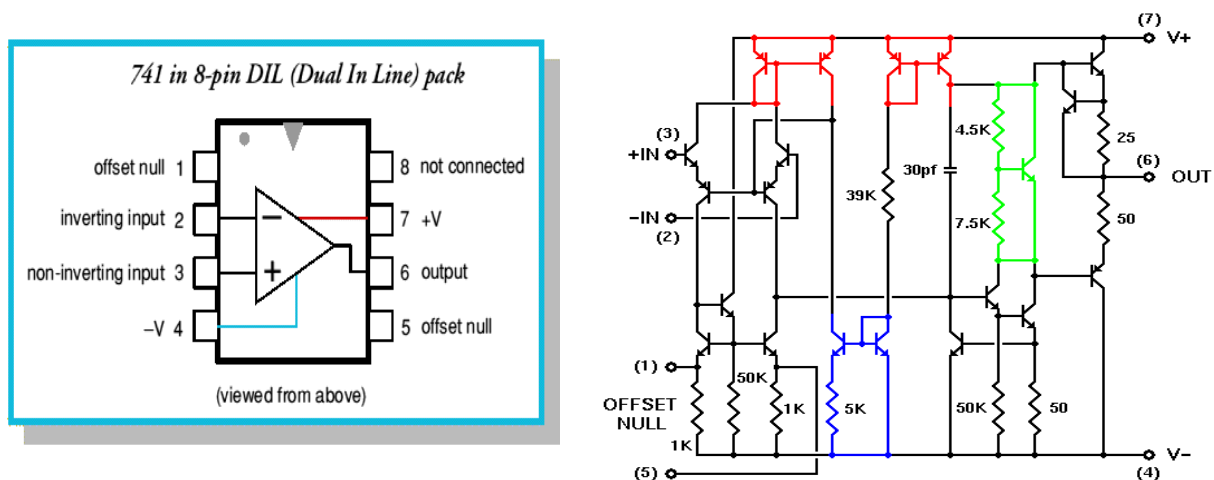 741 in 8-pin DIL (Dual In Line) pack
offset null 1
8 not connected
inverting input 2
7 +V
non-inverting input 3
6 output
–V 4
5 offset null
(viewed from above)
(7)
V+
4.5K
25
(3)
+IN
30pf
(6)
OUT
39K
–IN
7.5K
50
(2)
(1)
50K
OFFSET
NULL
1K
5K
50K
50
1K
(5)
V–
(4)